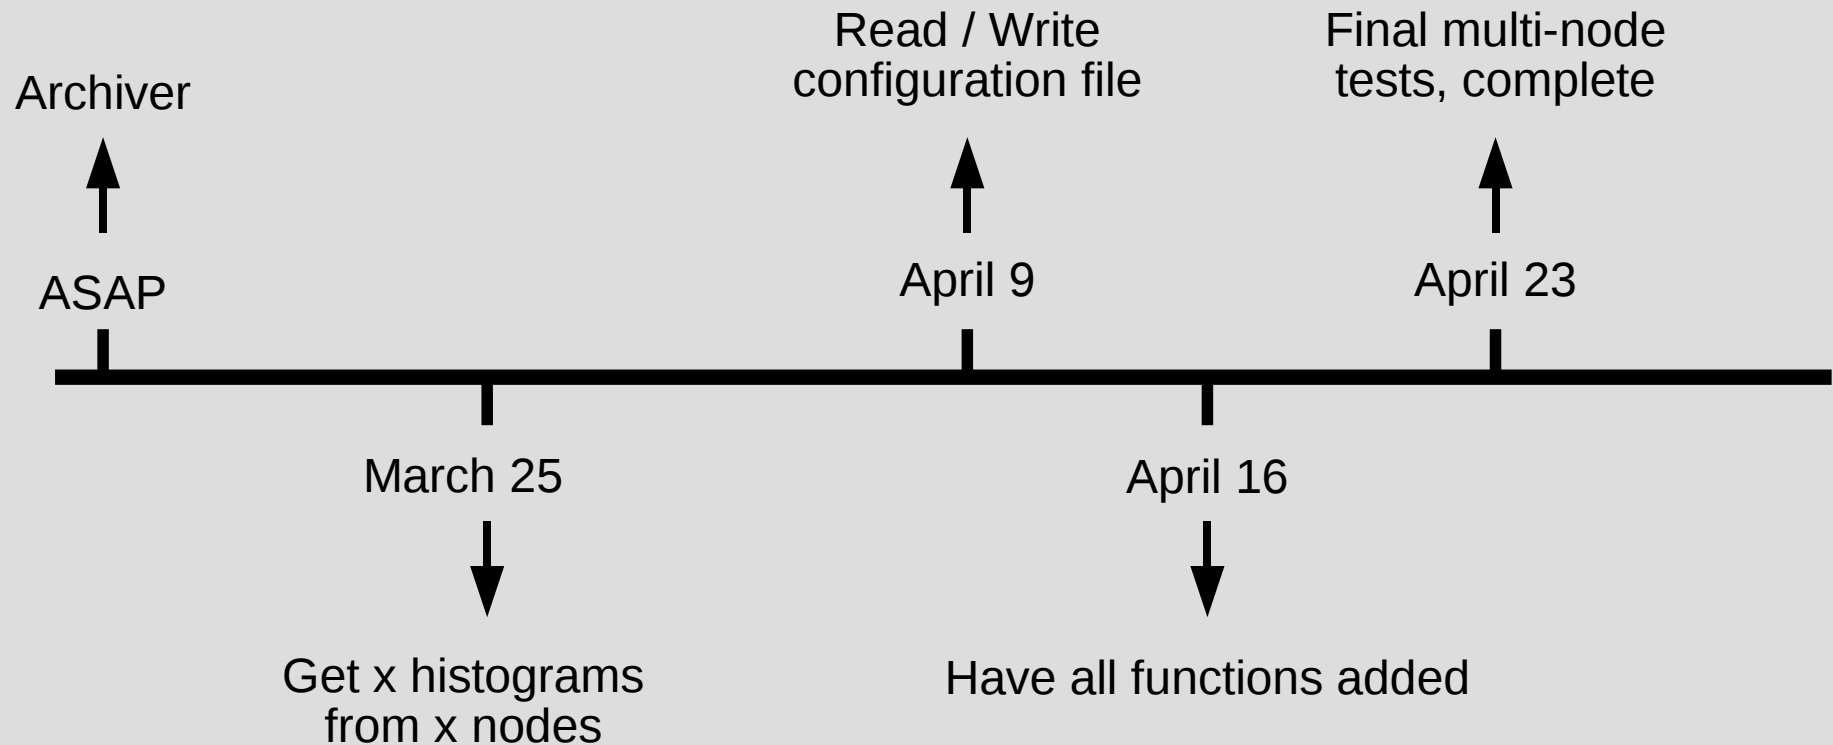 Archiver
ASAP
March 25
Get x histograms
from x nodes
Read / Write
configuration file
April 9
April 16
Have all functions added
Final multi-node
tests, complete
April 23